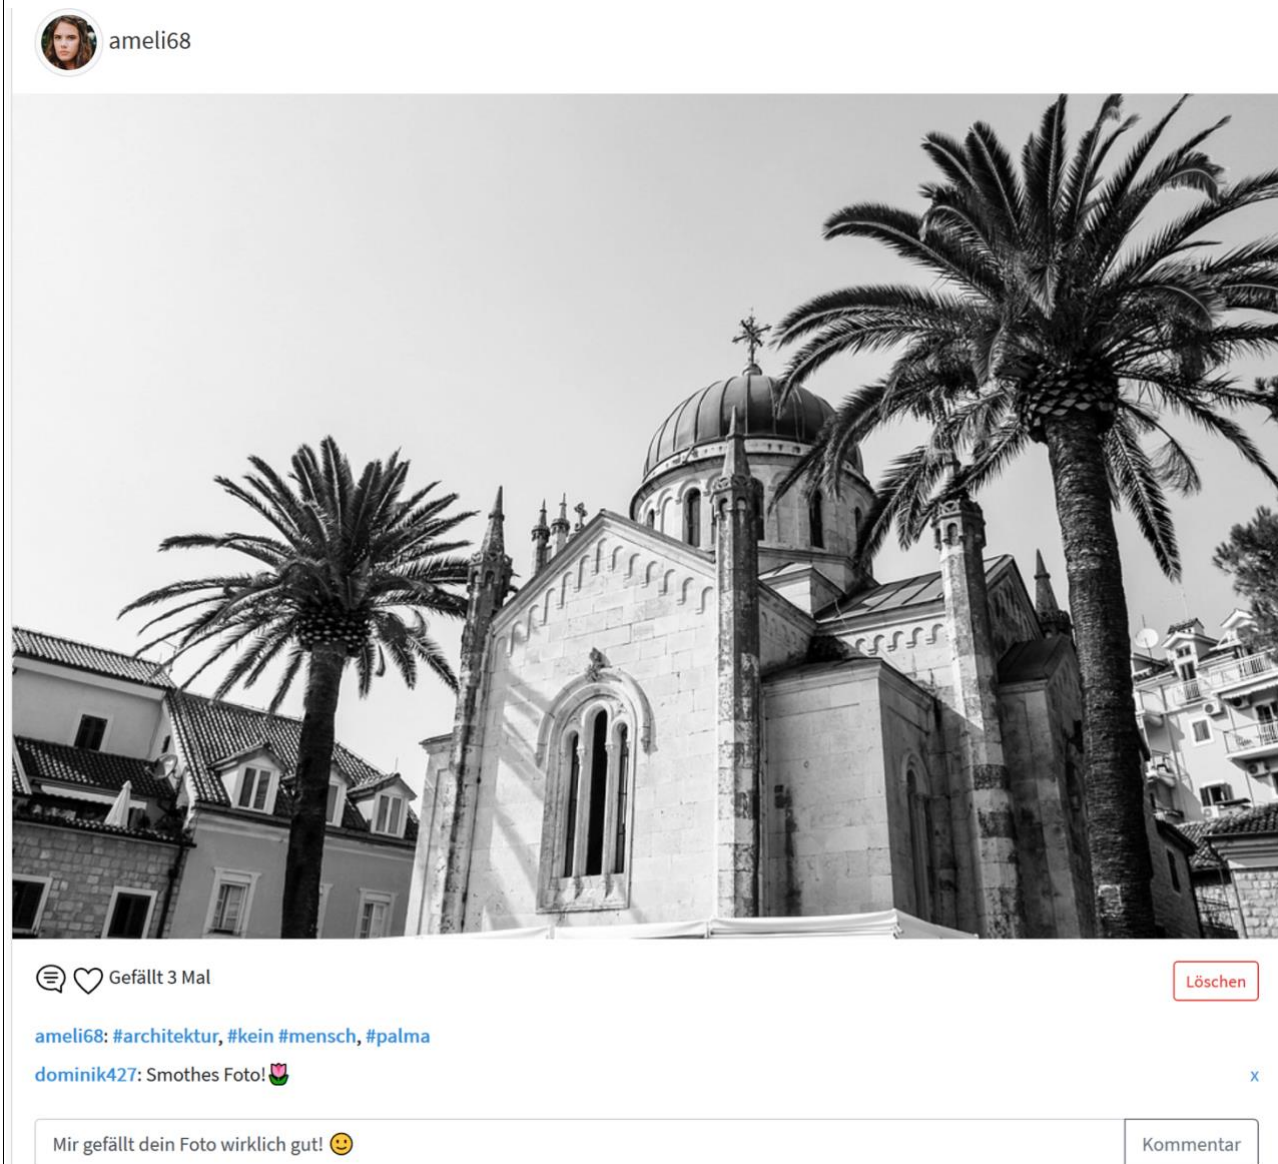 ameli68
Gefällt 3 Mal
Löschen
ameli68: #architektur, #kein #mensch, #palma
dominik427: Smothes Foto!🌷
x
Mir gefällt dein Foto wirklich gut! 🙂
Kommentar